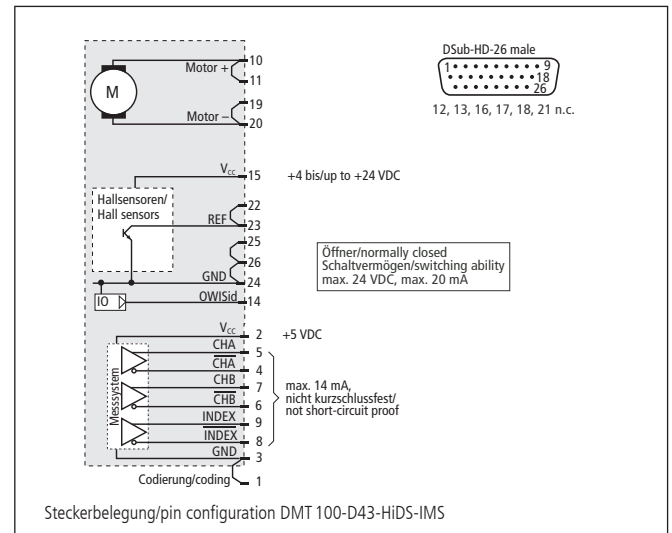 DSub-HD-26 male
1 9
18
26
12, 13, 16, 17, 18, 21 n.c.
M
Motor + 10
11
19
Motor – 20
Vcc 15 +4 bis/up to +24 VDC
Hallsensoren/
Hall sensors
22
REF 23
25
26
GND 24
IO OWISid 14
Öffner/normally closed
Schaltvermögen/switching ability
max. 24 VDC, max. 20 mA
Messsystem
Vcc 2 +5 VDC
CHA 5
C̅H̅A̅ 4
CHB 7
C̅H̅B̅ 6
INDEX 9
I̅N̅D̅E̅X̅ 8
GND 3
max. 14 mA,
nicht kurzschlussfest/
not short-circuit proof
Codierung/coding 1
Steckerbelegung/pin configuration DMT 100-D43-HiDS-IMS